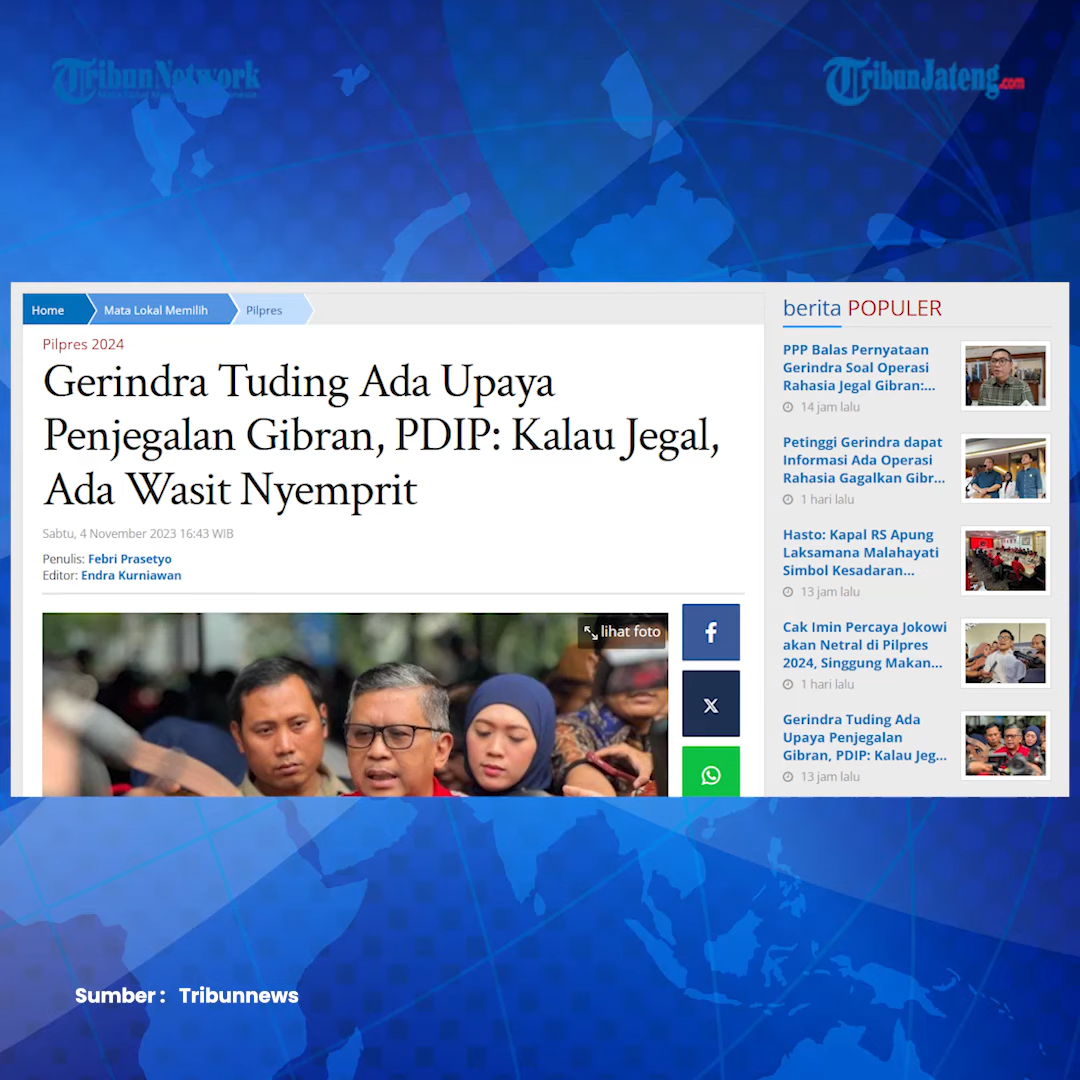 TribunNetwork
TribunJateng.com
Home
Mata Lokal Memilih
Pilpres
Pilpres 2024
Gerindra Tuding Ada Upaya
Penjegalan Gibran, PDIP: Kalau Jegal,
Ada Wasit Nyemprit
Sabtu, 4 November 2023 16:43 WIB
Penulis: Febri Prasetyo
Editor: Endra Kurniawan
lihat foto
berita POPULER
PPP Balas Pernyataan
Gerindra Soal Operasi
Rahasia Jegal Gibran:...
14 jam lalu
Petinggi Gerindra dapat
Informasi Ada Operasi
Rahasia Gagalkan Gibr...
1 hari lalu
Hasto: Kapal RS Apung
Laksamana Malahayati
Simbol Kesadaran...
13 jam lalu
Cak Imin Percaya Jokowi
akan Netral di Pilpres
2024, Singgung Makan...
1 hari lalu
Gerindra Tuding Ada
Upaya Penjegalan
Gibran, PDIP: Kalau Jeg...
13 jam lalu
Sumber : Tribunnews